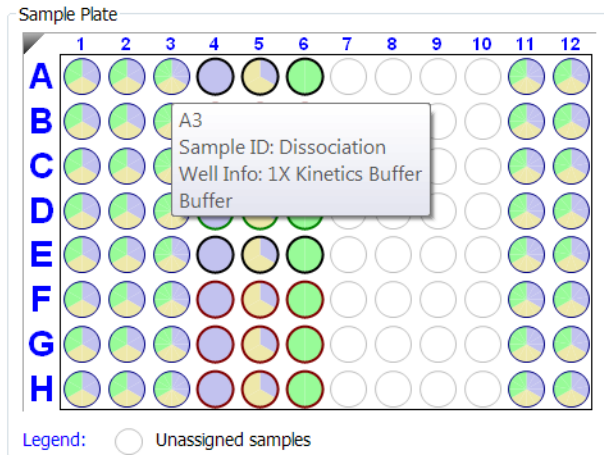 Sample Plate
1 2 3 4 5 6 7 8 9 10 11 12
A
B
A3
C
Sample ID: Dissociation
Well Info: 1X Kinetics Buffer
Buffer
D
E
F
G
H
Legend: Unassigned samples